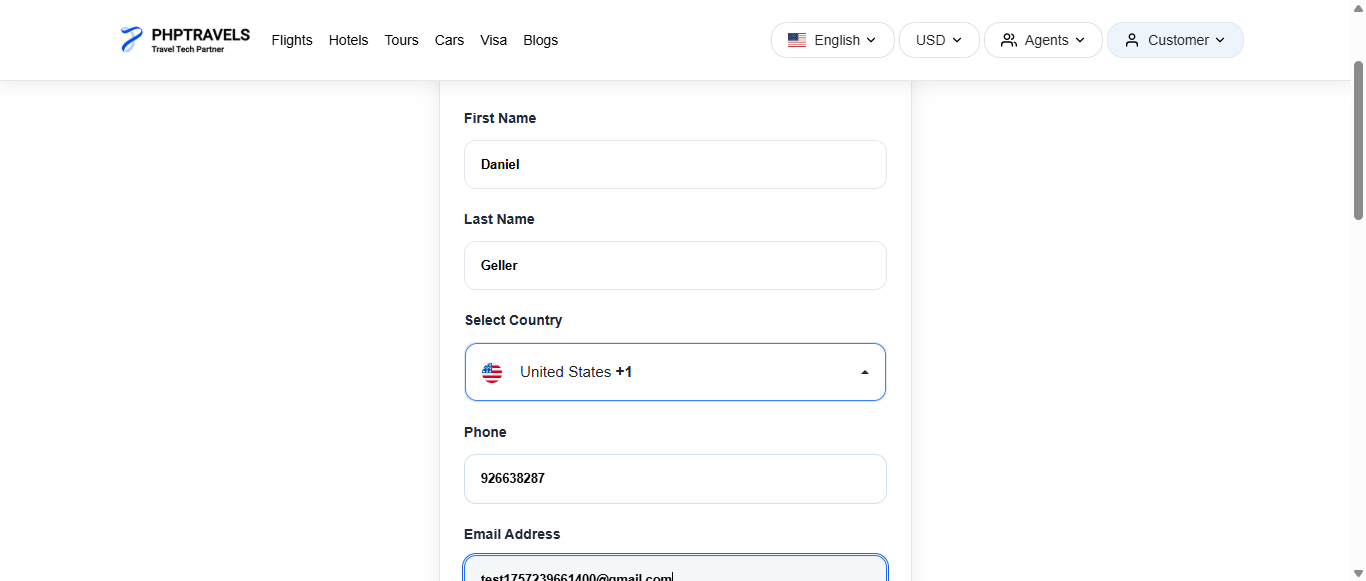 PHPTRAVELS
Travel Tech Partner
Flights Hotels Tours Cars Visa Blogs
English USD Agents Customer
First Name
Daniel
Last Name
Geller
Select Country
United States +1
Phone
926638287
Email Address
test1757239661400@gmail.com